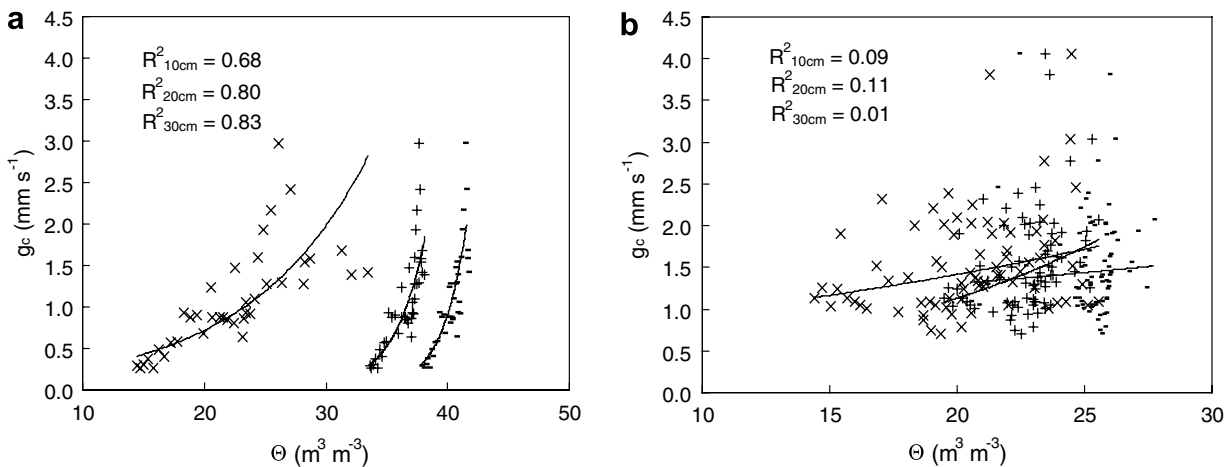 a
4.5
4.0
3.5
3.0
2.5
2.0
1.5
1.0
0.5
0.0
g_c (mm s⁻¹)
R²₁₀cm = 0.68
R²₂₀cm = 0.80
R²₃₀cm = 0.83
10 20 30 40 50
Θ (m³ m⁻³)
b
4.5
4.0
3.5
3.0
2.5
2.0
1.5
1.0
0.5
0.0
g_c (mm s⁻¹)
R²₁₀cm = 0.09
R²₂₀cm = 0.11
R²₃₀cm = 0.01
10 15 20 25 30
Θ (m³ m⁻³)